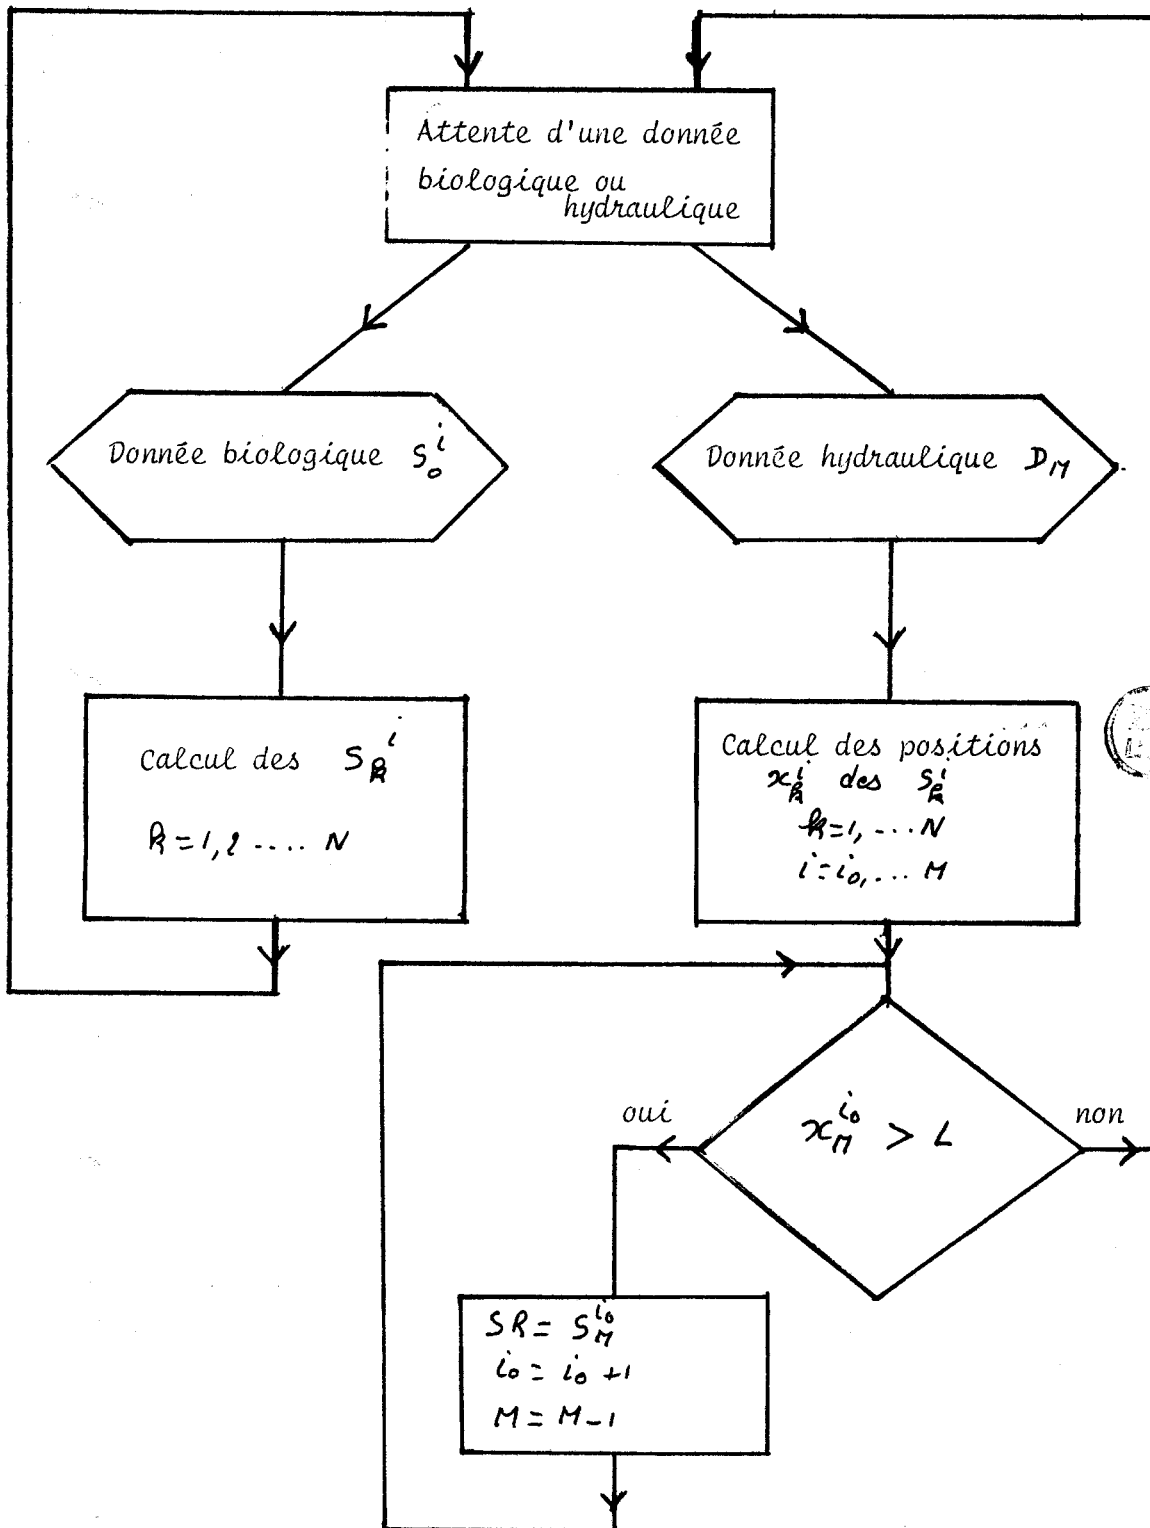 Attente d'une donnée
biologique ou
hydraulique
Donnée biologique S₀ⁱ
Donnée hydraulique D_M
Calcul des S_kⁱ
k=1,2 .... N
Calcul des positions
x_kⁱ des S_kⁱ
k=1,...N
i=i₀,...M
x_M^{i₀} > L
oui
non
SR = S_M^{i₀}
i₀ = i₀ +1
M = M-1